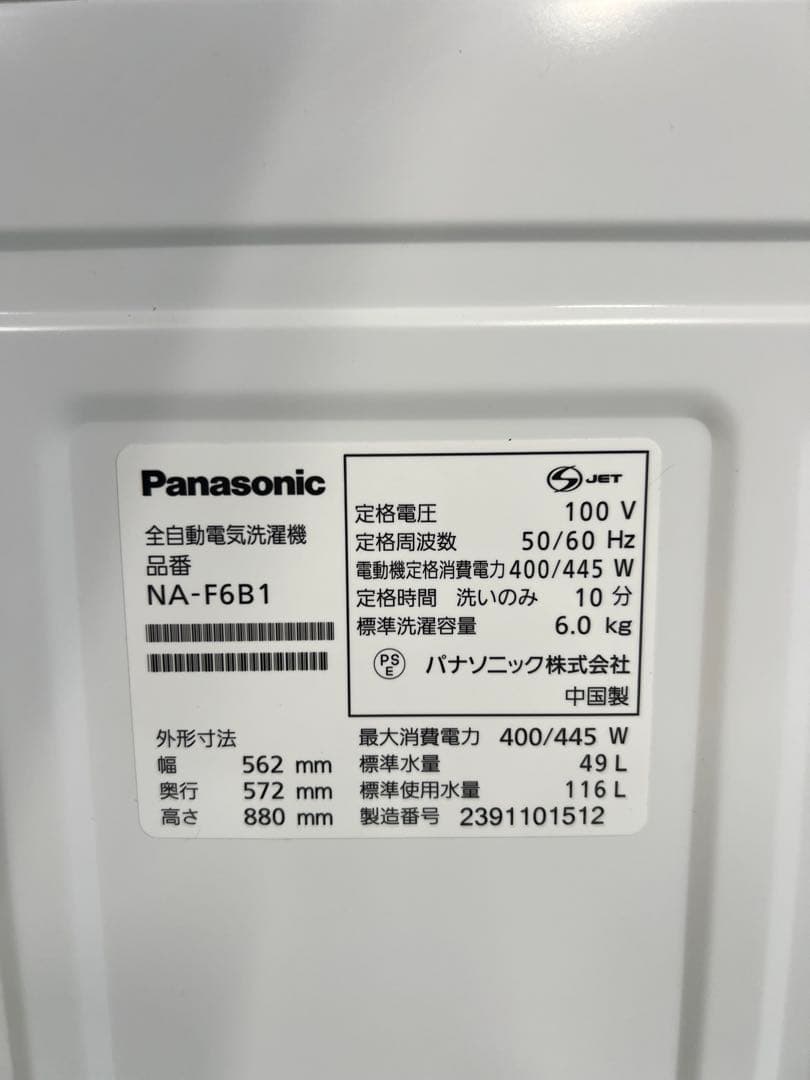 Panasonic
全自動電気洗濯機
品番
NA-F6B1
JET
定格電圧 100 V
定格周波数 50/60 Hz
電動機定格消費電力 400/445 W
定格時間 洗いのみ 10 分
標準洗濯容量 6.0 kg
PS
E
パナソニック株式会社
中国製
外形寸法
幅 562 mm
奥行 572 mm
高さ 880 mm
最大消費電力 400/445 W
標準水量 49 L
標準使用水量 116 L
製造番号 2391101512